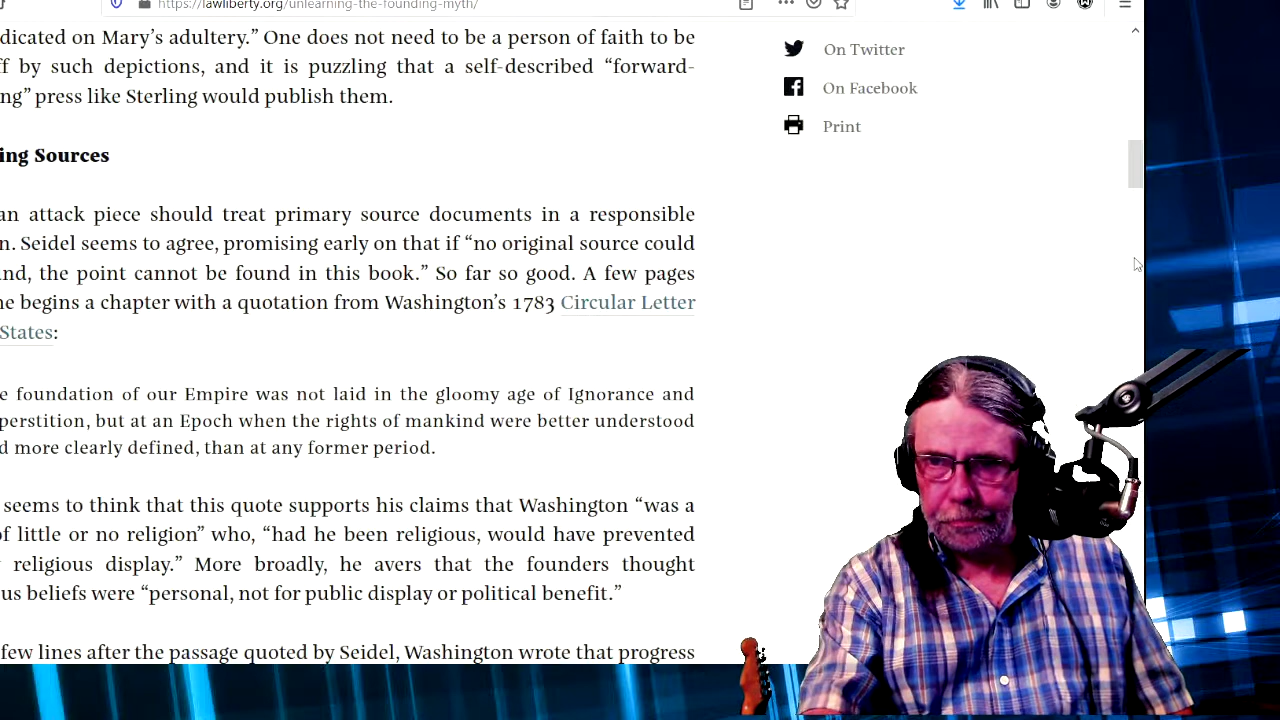 https://lawliberty.org/unlearning-the-founding-myth/
dicated on Mary's adultery.” One does not need to be a person of faith to be
ff by such depictions, and it is puzzling that a self-described “forward-
ng” press like Sterling would publish them.
On Twitter
On Facebook
Print
ing Sources
an attack piece should treat primary source documents in a responsible
n. Seidel seems to agree, promising early on that if “no original source could
und, the point cannot be found in this book.” So far so good. A few pages
he begins a chapter with a quotation from Washington’s 1783 Circular Letter
States:
e foundation of our Empire was not laid in the gloomy age of Ignorance and
perstition, but at an Epoch when the rights of mankind were better understood
d more clearly defined, than at any former period.
seems to think that this quote supports his claims that Washington “was a
of little or no religion” who, “had he been religious, would have prevented
religious display.” More broadly, he avers that the founders thought
us beliefs were “personal, not for public display or political benefit.”
few lines after the passage quoted by Seidel, Washington wrote that progress